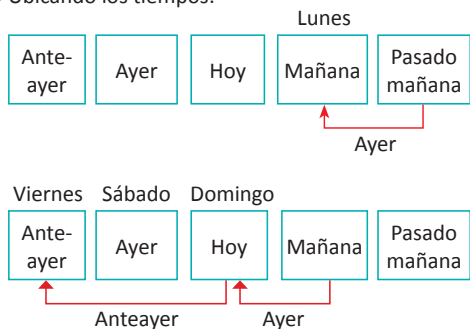 Ubicando los tiempos:
Lunes
Ante-
ayer
Ayer
Hoy
Mañana
Pasado
mañana
Ayer
Viernes Sábado Domingo
Ante-
ayer
Ayer
Hoy
Mañana
Pasado
mañana
Anteayer
Ayer